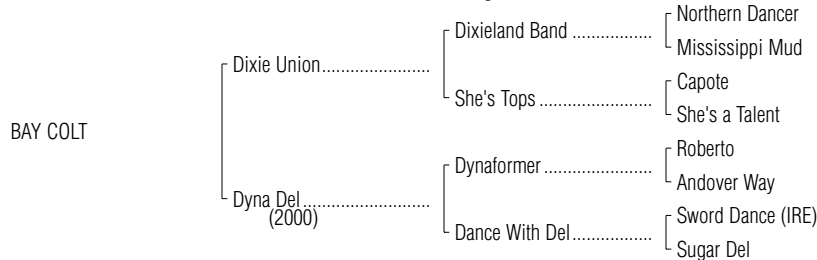 Northern Dancer
Dixieland Band ..................
Mississippi Mud
Dixie Union.......................
Capote
She's Tops .........................
She's a Talent
BAY COLT
Roberto
Dynaformer .......................
Andover Way
Dyna Del ...........................
(2000)
Sword Dance (IRE)
Dance With Del..................
Sugar Del